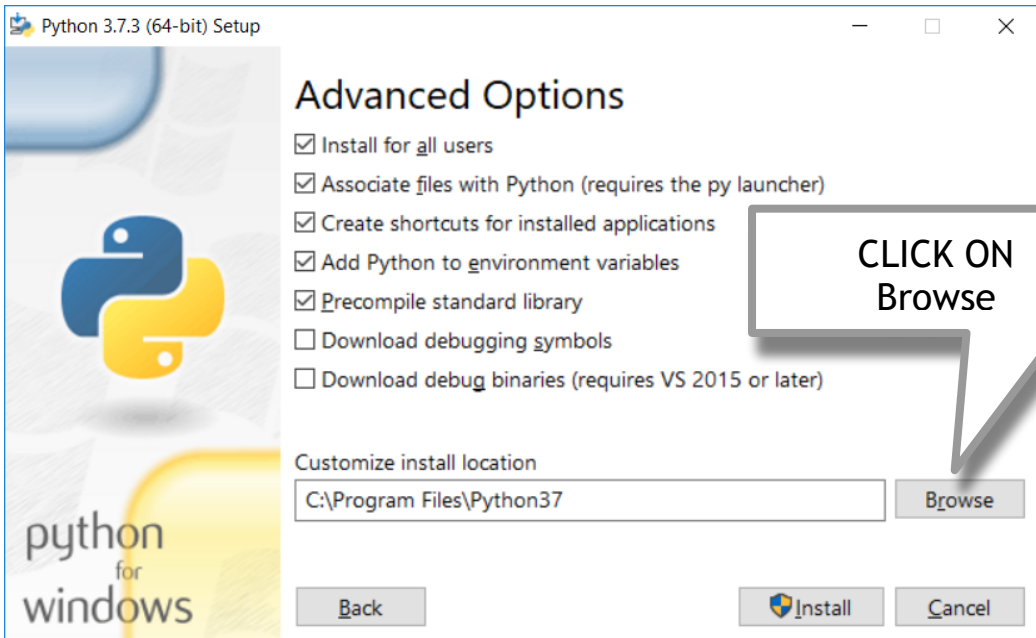 Python 3.7.3 (64-bit) Setup
Advanced Options
Install for all users
Associate files with Python (requires the py launcher)
Create shortcuts for installed applications
Add Python to environment variables
Precompile standard library
Download debugging symbols
Download debug binaries (requires VS 2015 or later)
CLICK ON
Browse
Customize install location
C:\Program Files\Python37
Browse
python
for
windows
Back
Install
Cancel